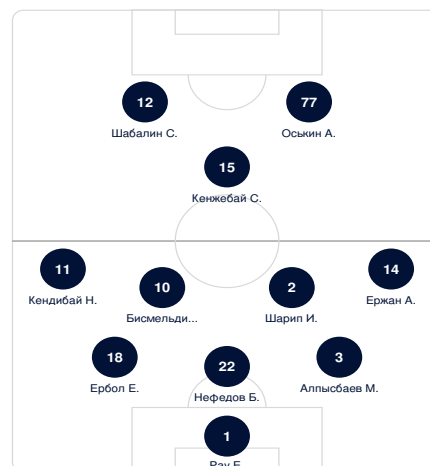 12
77
Шабалин С.
Оськин А.
15
Кенжебай С.
11
14
10
2
Кендибай Н.
Ержан А.
Бисмельди...
Шарип И.
18
3
22
Ербол Е.
Алпысбаев М.
Нефедов Б.
1